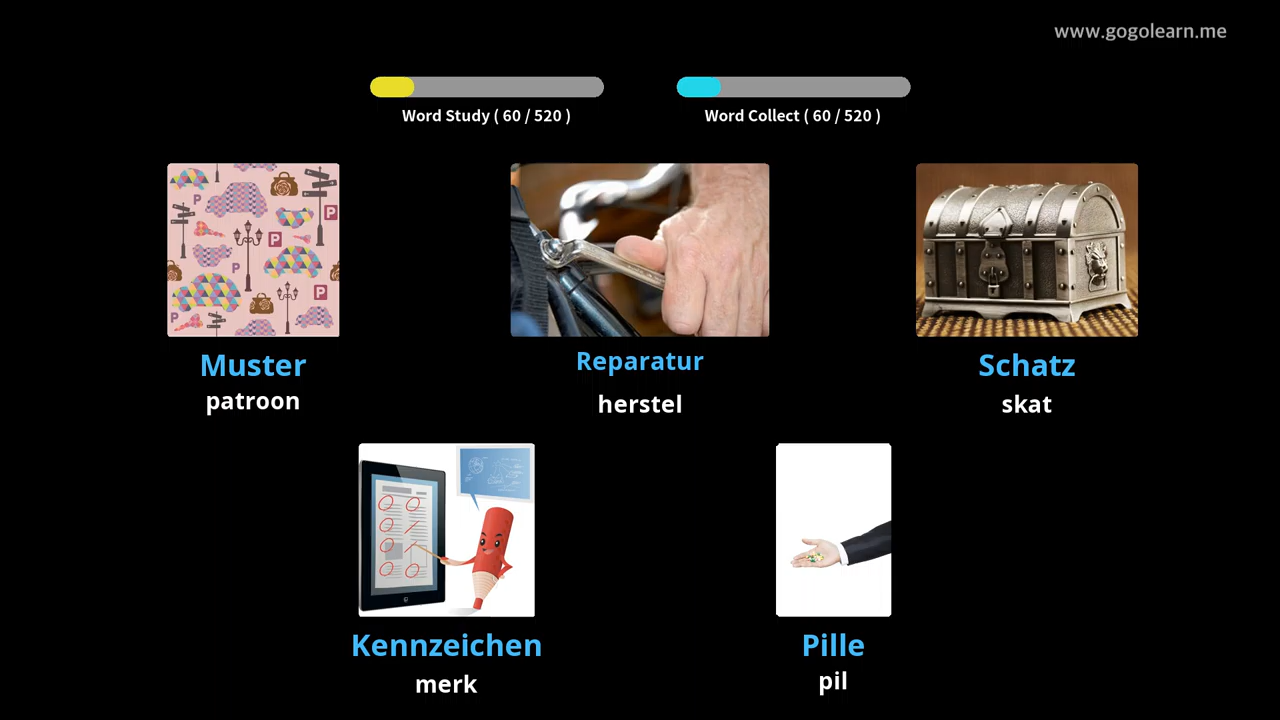 www.gogolearn.me
Word Study ( 60 / 520 )
Word Collect ( 60 / 520 )
P
P
P
P
P
P
Muster
patroon
Reparatur
herstel
Schatz
skat
Kennzeichen
merk
Pille
pil